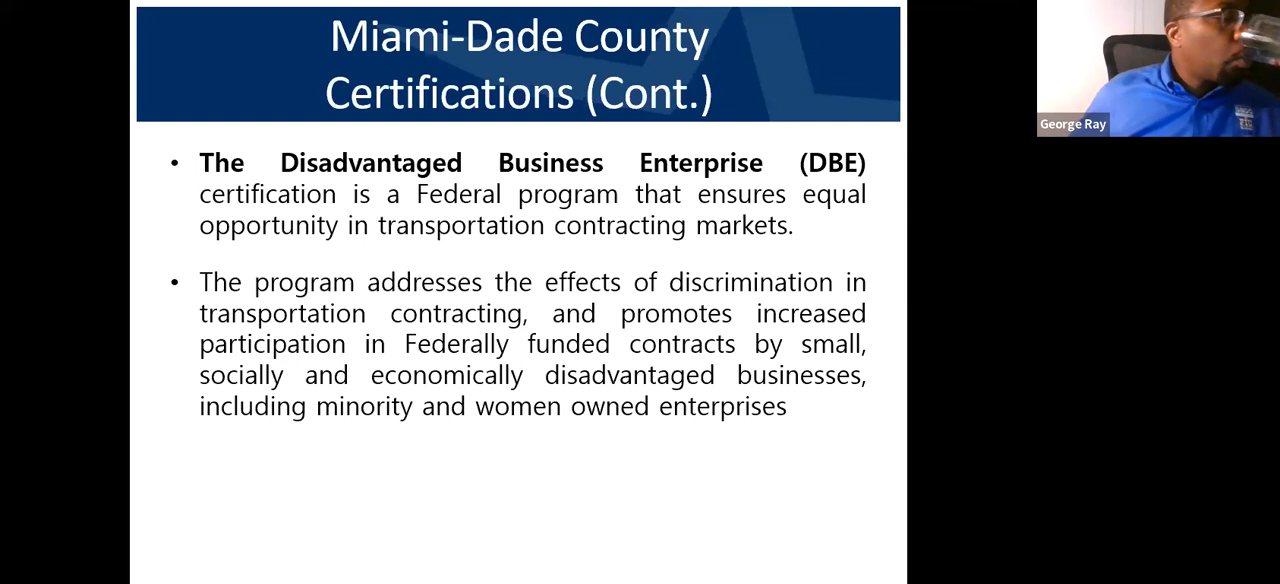 Miami-Dade County
Certifications (Cont.)
George Ray
• The Disadvantaged Business Enterprise (DBE)
certification is a Federal program that ensures equal
opportunity in transportation contracting markets.
• The program addresses the effects of discrimination in
transportation contracting, and promotes increased
participation in Federally funded contracts by small,
socially and economically disadvantaged businesses,
including minority and women owned enterprises